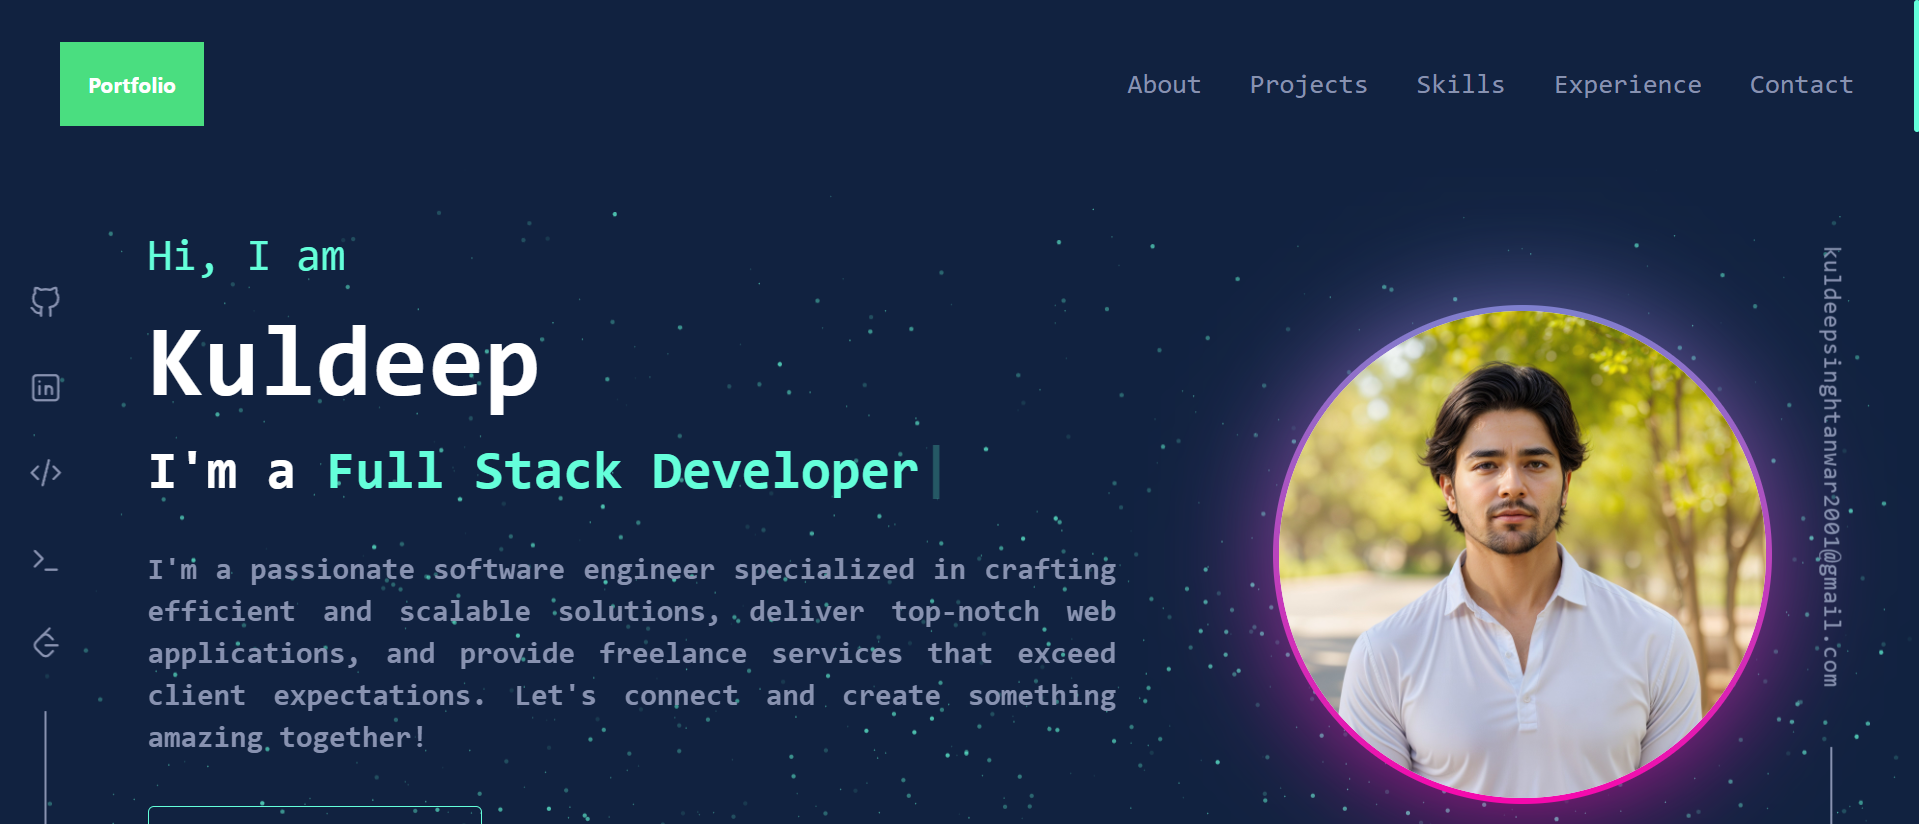 Portfolio
About Projects Skills Experience Contact
Hi, I am
Kuldeep
I'm a Full Stack Developer
I'm a passionate software engineer specialized in crafting
efficient and scalable solutions, deliver top-notch web
applications, and provide freelance services that exceed
client expectations. Let's connect and create something
amazing together!
in
kuldeepsinghtanwar2001@gmail.com